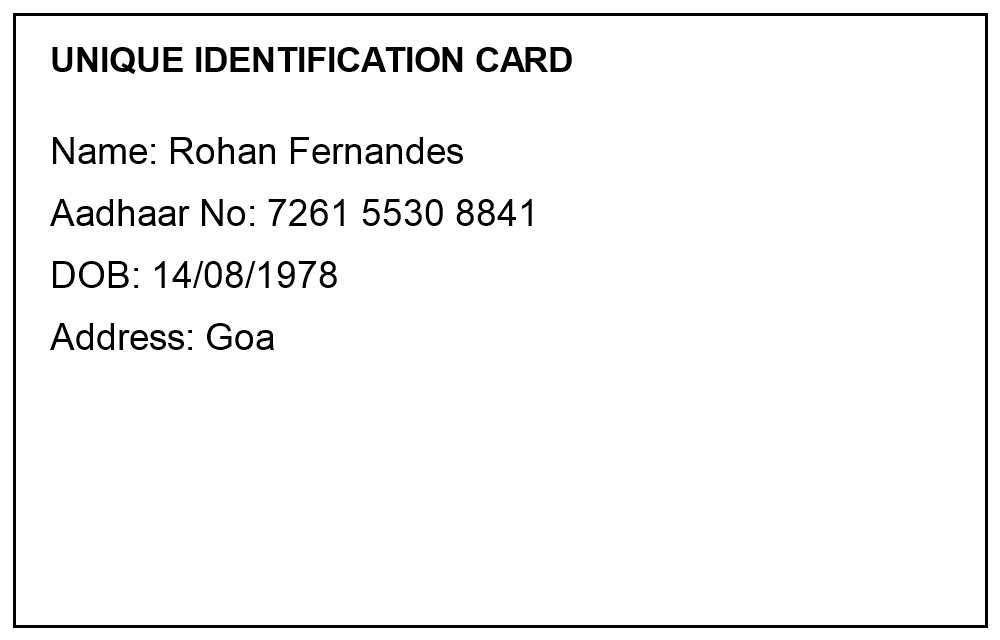 UNIQUE IDENTIFICATION CARD
Name: Rohan Fernandes
Aadhaar No: 7261 5530 8841
DOB: 14/08/1978
Address: Goa